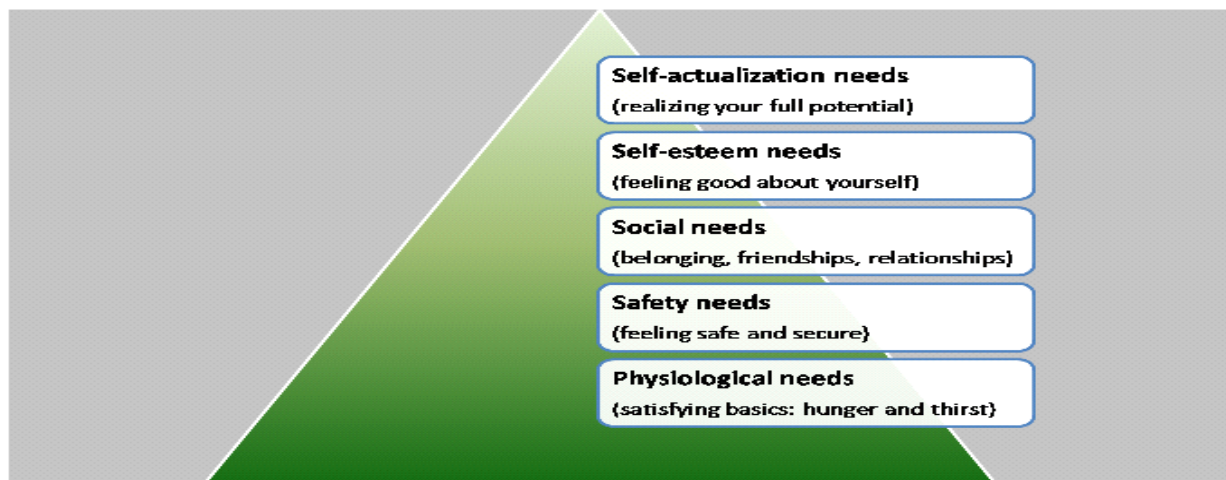 Self-actualization needs
(realizing your full potential)
Self-esteem needs
(feeling good about yourself)
Social needs
(belonging, friendships, relationships)
Safety needs
(feeling safe and secure)
Physiological needs
(satisfying basics: hunger and thirst)